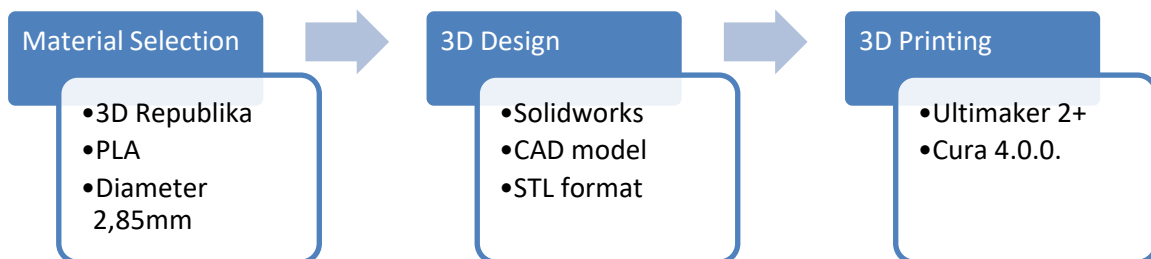 Material Selection
•3D Republika
•PLA
•Diameter
2,85mm
3D Design
•Solidworks
•CAD model
•STL format
3D Printing
•Ultimaker 2+
•Cura 4.0.0.